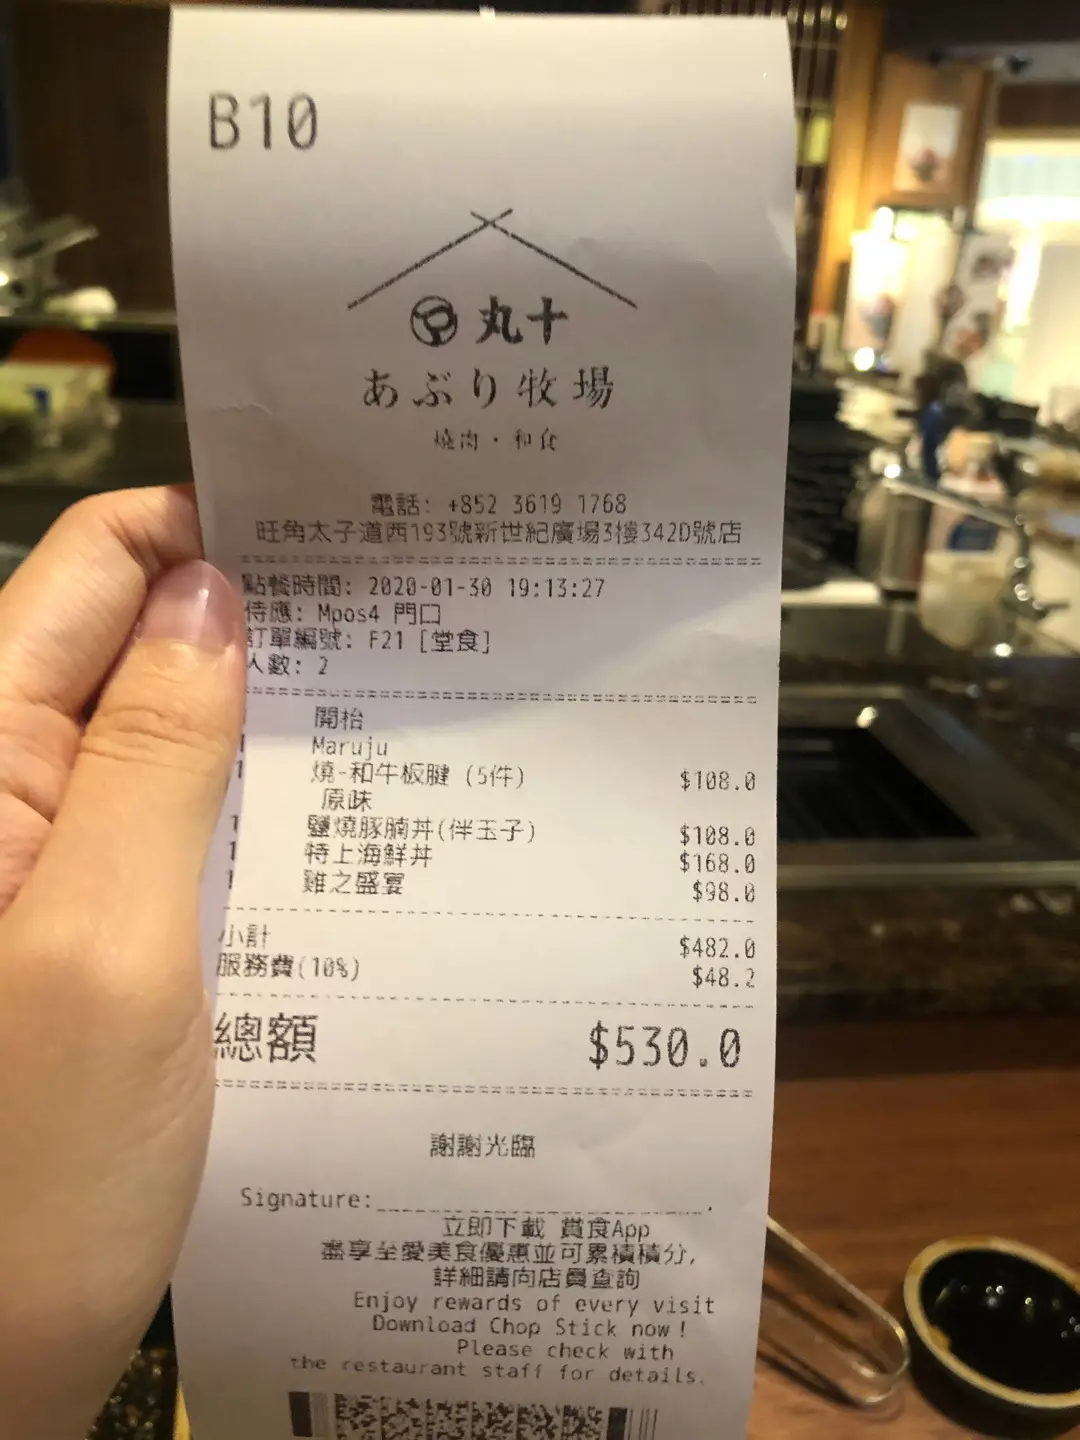 B10
丸十
あぶり牧場
燒肉・和食
電話: +852 3619 1768
旺角太子道西193號新世紀廣場3樓342D號店
點餐時間: 2020-01-30 19:13:27
侍應: Mpos4 門口
訂單編號: F21 [堂食]
人數: 2
開枱
Maruju
1 燒-和牛板腱 (5件) $108.0
原味
1 鹽燒豚腩丼(伴玉子) $108.0
1 特上海鮮丼 $168.0
1 雞之盛宴 $98.0
小計 $482.0
服務費(10%) $48.2
總額 $530.0
謝謝光臨
Signature:
立即下載 賞食App
盡享至愛美食優惠並可累積積分,
詳細請向店員查詢
Enjoy rewards of every visit
Download Chop Stick now!
Please check with
the restaurant staff for details.